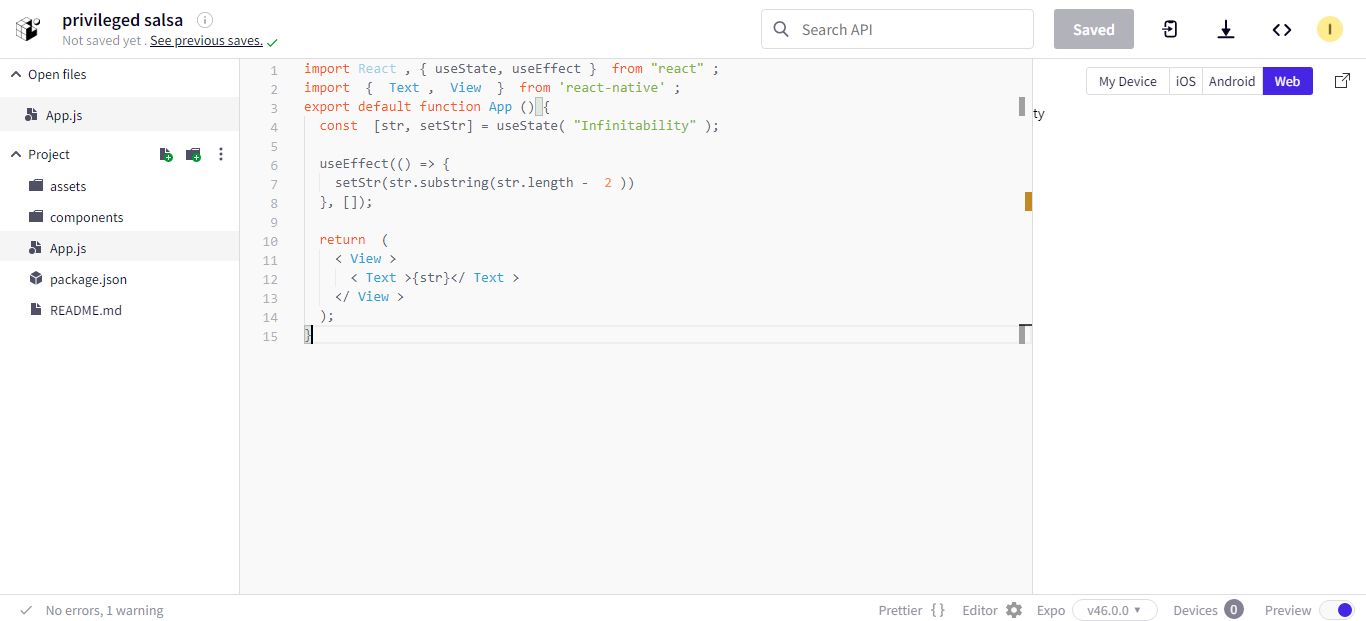 privileged salsa
Not saved yet . See previous saves.
Search API
Saved
I
Open files
App.js
Project
assets
components
App.js
package.json
README.md
1 import React , { useState, useEffect } from "react" ;
2 import { Text , View } from 'react-native' ;
3 export default function App () {
4 const [str, setStr] = useState( "Infinitability" );
5
6 useEffect(() => {
7 setStr(str.substring(str.length - 2 ))
8 }, []);
9
10 return (
11 < View >
12 < Text >{str}</ Text >
13 </ View >
14 );
15 }
My Device iOS Android Web
ty
No errors, 1 warning
Prettier {} Editor Expo v46.0.0 Devices 0 Preview